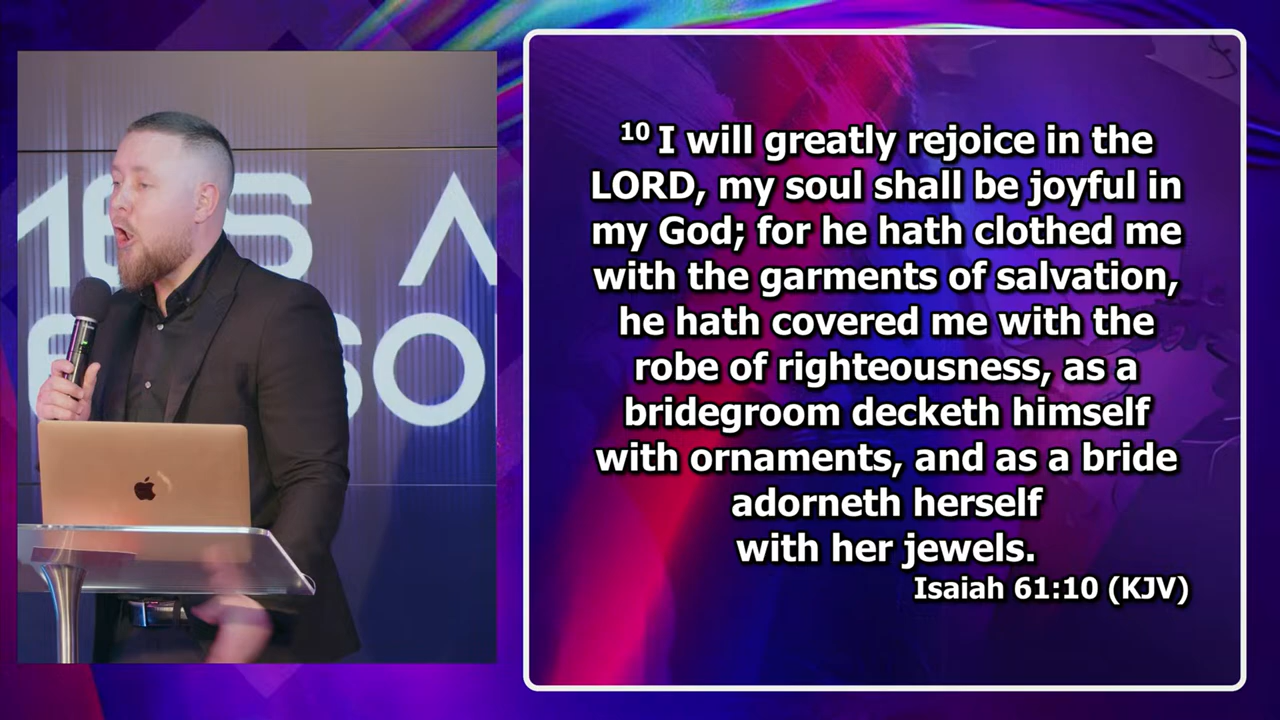 10 I will greatly rejoice in the
LORD, my soul shall be joyful in
my God; for he hath clothed me
with the garments of salvation,
he hath covered me with the
robe of righteousness, as a
bridegroom decketh himself
with ornaments, and as a bride
adorneth herself
with her jewels.
Isaiah 61:10 (KJV)